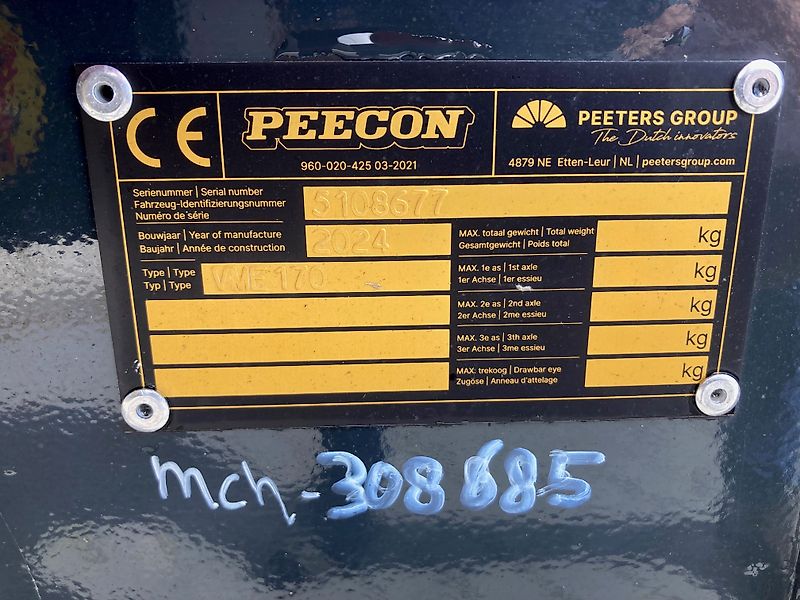 CE
PEECON
960-020-425 03-2021
PEETERS GROUP
The Dutch innovators
4879 NE Etten-Leur | NL | peetersgroup.com
Serienummer | Serial number
Fahrzeug-Identifizierungsnummer
Numéro de série
5108677
Bouwjaar | Year of manufacture
Baujahr | Année de construction
2024
Type | Type
Typ | Type
VVE 170
MAX. totaal gewicht | Total weight
Gesamtgewicht | Poids total
kg
MAX. 1e as | 1st axle
1er Achse | 1er essieu
kg
MAX. 2e as | 2nd axle
2er Achse | 2me essieu
kg
MAX. 3e as | 3th axle
3er Achse | 3me essieu
kg
MAX: trekoog | Drawbar eye
Zugöse | Anneau d'attelage
kg
mch-308685